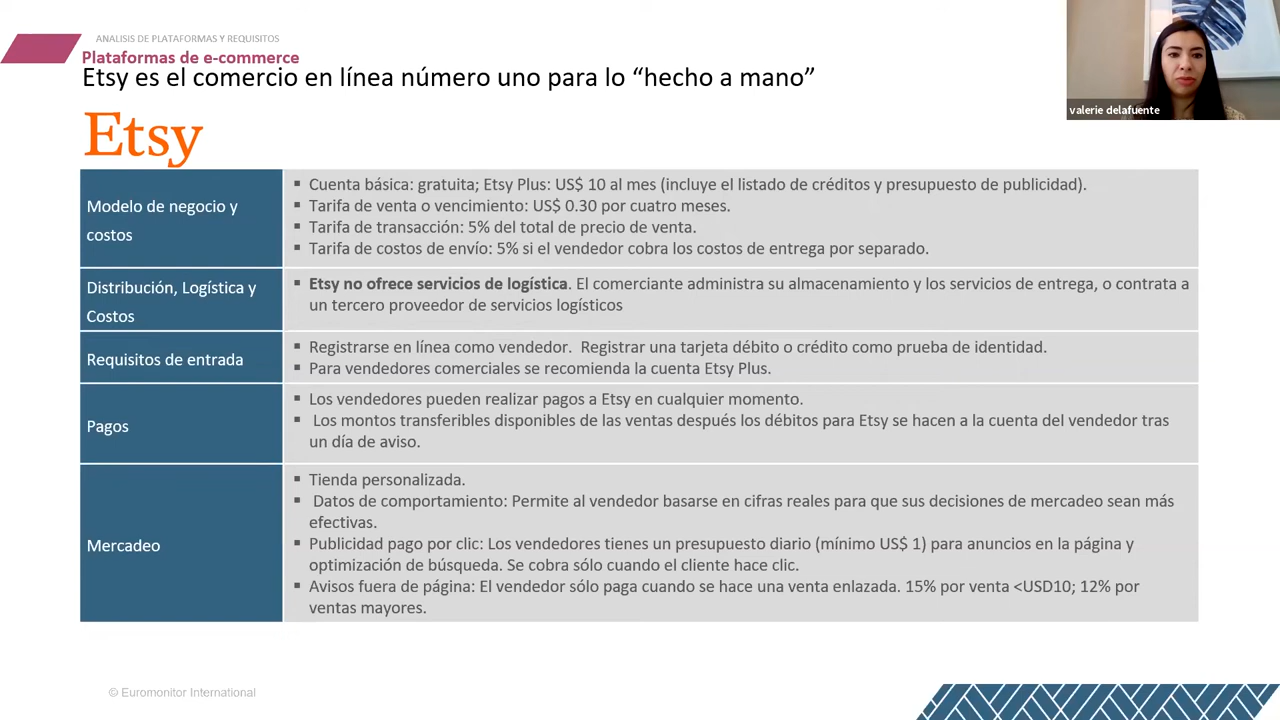 ANALISIS DE PLATAFORMAS Y REQUISITOS
Plataformas de e-commerce
Etsy es el comercio en línea número uno para lo “hecho a mano”
valerie delafuente
Etsy
Modelo de negocio y
costos
▪ Cuenta básica: gratuita; Etsy Plus: US$ 10 al mes (incluye el listado de créditos y presupuesto de publicidad).
▪ Tarifa de venta o vencimiento: US$ 0.30 por cuatro meses.
▪ Tarifa de transacción: 5% del total de precio de venta.
▪ Tarifa de costos de envío: 5% si el vendedor cobra los costos de entrega por separado.
Distribución, Logística y
Costos
▪ Etsy no ofrece servicios de logística. El comerciante administra su almacenamiento y los servicios de entrega, o contrata a
un tercero proveedor de servicios logísticos
Requisitos de entrada
▪ Registrarse en línea como vendedor. Registrar una tarjeta débito o crédito como prueba de identidad.
▪ Para vendedores comerciales se recomienda la cuenta Etsy Plus.
Pagos
▪ Los vendedores pueden realizar pagos a Etsy en cualquier momento.
▪ Los montos transferibles disponibles de las ventas después los débitos para Etsy se hacen a la cuenta del vendedor tras
un día de aviso.
Mercadeo
▪ Tienda personalizada.
▪ Datos de comportamiento: Permite al vendedor basarse en cifras reales para que sus decisiones de mercadeo sean más
efectivas.
▪ Publicidad pago por clic: Los vendedores tienes un presupuesto diario (mínimo US$ 1) para anuncios en la página y
optimización de búsqueda. Se cobra sólo cuando el cliente hace clic.
▪ Avisos fuera de página: El vendedor sólo paga cuando se hace una venta enlazada. 15% por venta <USD10; 12% por
ventas mayores.
© Euromonitor International